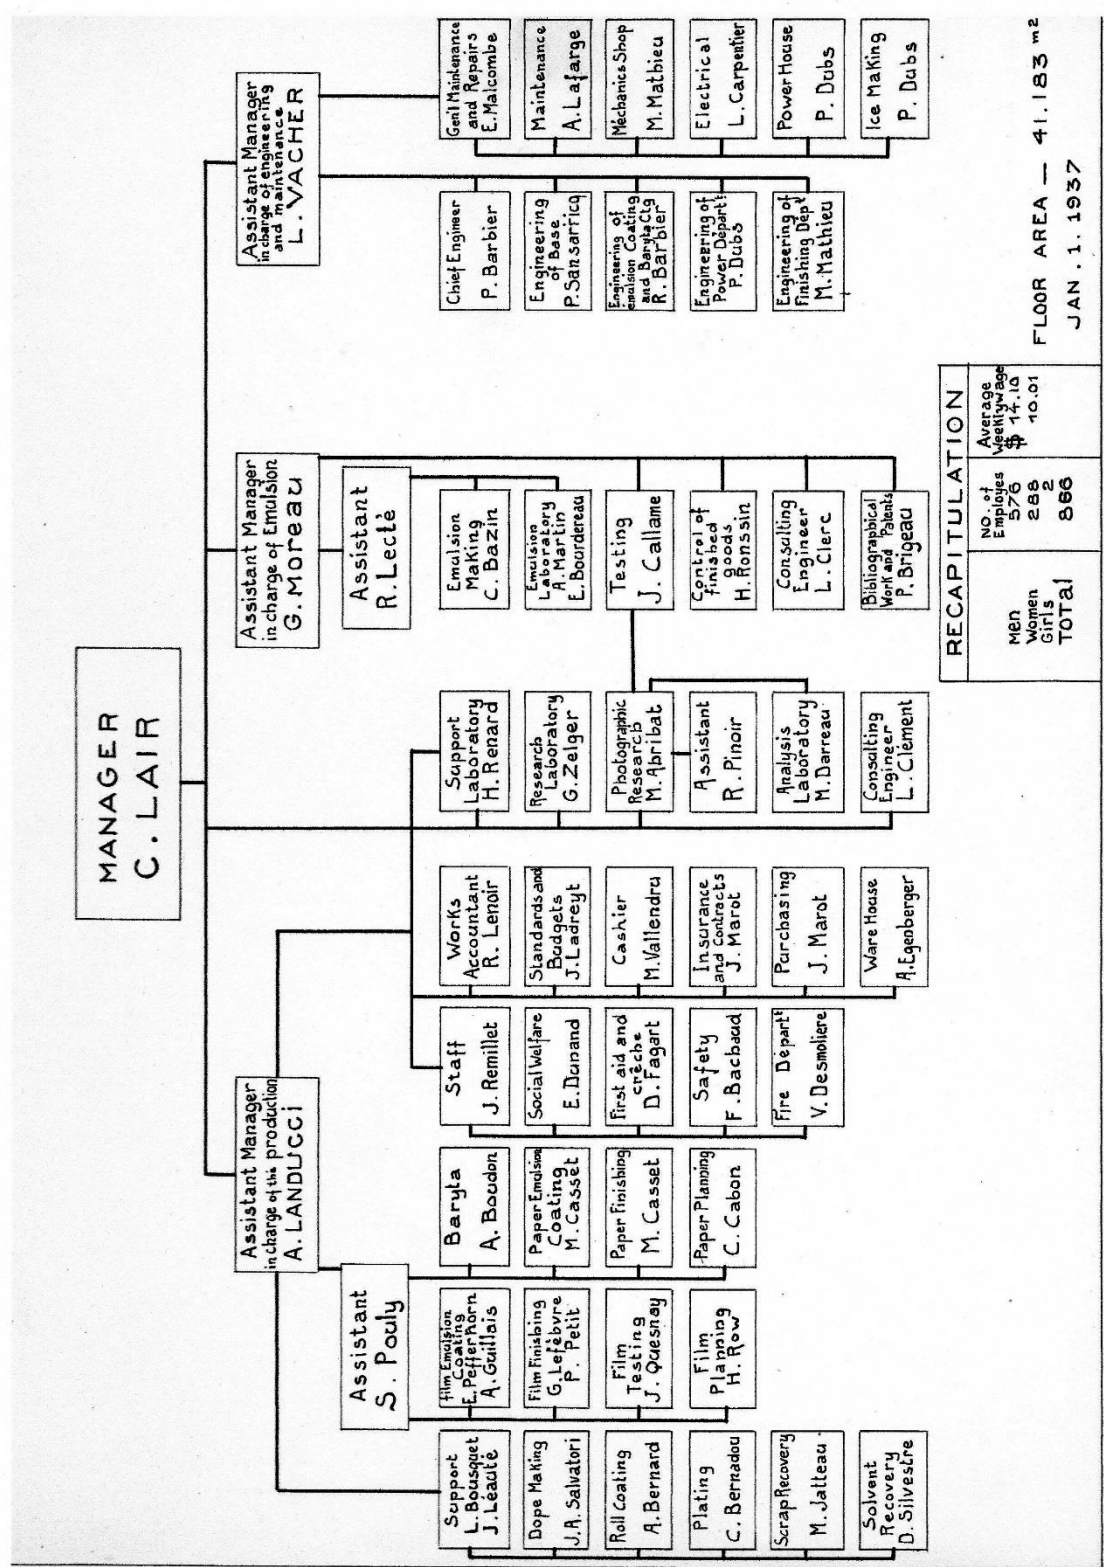 MANAGER
C. LAIR
Assistant Manager
in charge of the production
A. LANDUCCI
Assistant Manager
in charge of Emulsion
G. Moreau
Assistant Manager
in charge of engineering
and maintenance
L. VACHER
Assistant
S. Pouly
Assistant
R. Lecté
Support
L. Bousquet
J. Léauté
Dope Making
J.A. Salvatori
Roll Coating
A. Bernard
Plating
C. Bernadou
Scrap Recovery
M. Jatteau
Solvent
Recovery
D. Silvestre
Film Emulsion
Coating
E. Pefferhorn
A. Guillais
Film Finishing
G. Lefèbvre
P. Petit
Film
Testing
J. Quesnay
Film
Planning
H. Row
Baryta
A. Boudon
Paper Emulsion
Coating
M. Casset
Paper Finishing
M. Casset
Paper Planning
C. Cabon
Staff
J. Remillet
Social Welfare
E. Dunand
First aid and
crêche
D. Fagart
Safety
F. Bacbaud
Fire Départt
V. Desmoliere
Works
Accountant
R. Lenoir
Standards and
Budgets
J. Ladreyt
Cashier
M. Vallendru
Insurance
and Contracts
J. Marot
Purchasing
J. Marot
Ware House
A. Egenberger
Support
Laboratory
H. Renard
Research
Laboratory
G. Zelger
Photographic
Research
M. Abribat
Assistant
R. Pinoir
Analysis
Laboratory
M. Darreau
Consulting
Engineer
L. Clément
Emulsion
Making
C. Bazin
Emulsion
Laboratory
A. Martin
E. Bourdereau
Testing
J. Callame
Control of
finished
goods
H. Ronssin
Consulting
Engineer
L. Clerc
Bibliographical
Work and Patents
P. Brigeau
Chief Engineer
P. Barbier
Engineering
of Base
P. Sansarricq
Engineering of
emulsion Coating
and Baryta Ctg
R. Barbier
Engineering of
Power Départt
P. Dubs
Engineering of
Finishing Dept
M. Mathieu
Gen'l Maintenance
and Repairs
E. Malcombe
Maintenance
A. Lafarge
Mechanics Shop
M. Mathieu
Electrical
L. Carpentier
Power House
P. Dubs
Ice Making
P. Dubs
RECAPITULATION
No. of Employes Average Weekly wage
Men 576 $ 14.10
Women 288 10.01
Girls 2
TOTal 866
FLOOR AREA — 41.183 m2
JAN. 1. 1937